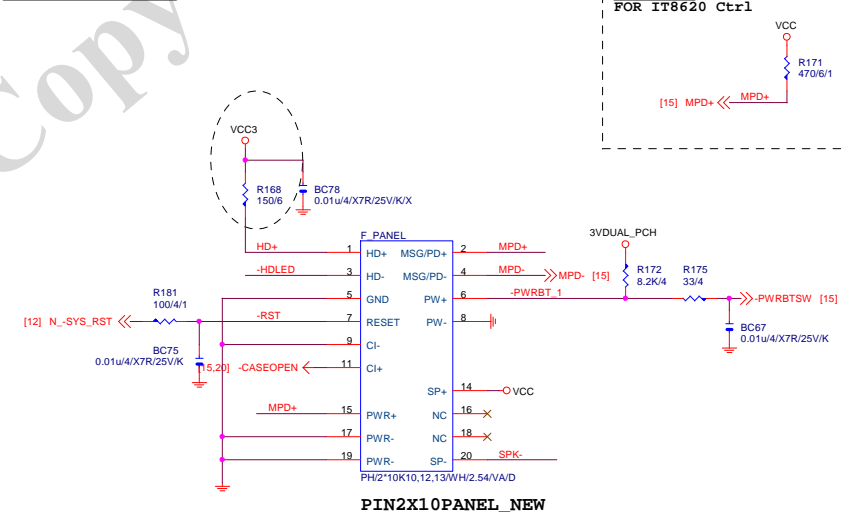 FOR IT8620 Ctrl
VCC
R171
470/6/1
[15] MPD+
MPD+
Copy
VCC3
R168
150/6
BC78
0.01u/4/X7R/25V/K/X
F_PANEL
HD+
1
HD+
MSG/PD+
2
MPD+
-HDLED
3
HD-
MSG/PD-
4
MPD-
MPD- [15]
3VDUAL_PCH
R172
8.2K/4
R175
33/4
5
GND
PW+
6
-PWRBT_1
-PWRBTSW [15]
R181
100/4/1
[12] N_-SYS_RST
-RST
7
RESET
PW-
8
BC67
0.01u/4/X7R/25V/K
BC75
0.01u/4/X7R/25V/K
9
CI-
[15,20] -CASEOPEN
11
CI+
SP+
14
VCC
MPD+
15
PWR+
NC
16
17
PWR-
NC
18
19
PWR-
SP-
20
SPK-
PH/2*10K10,12,13/WH/2.54/VA/D
PIN2X10PANEL_NEW